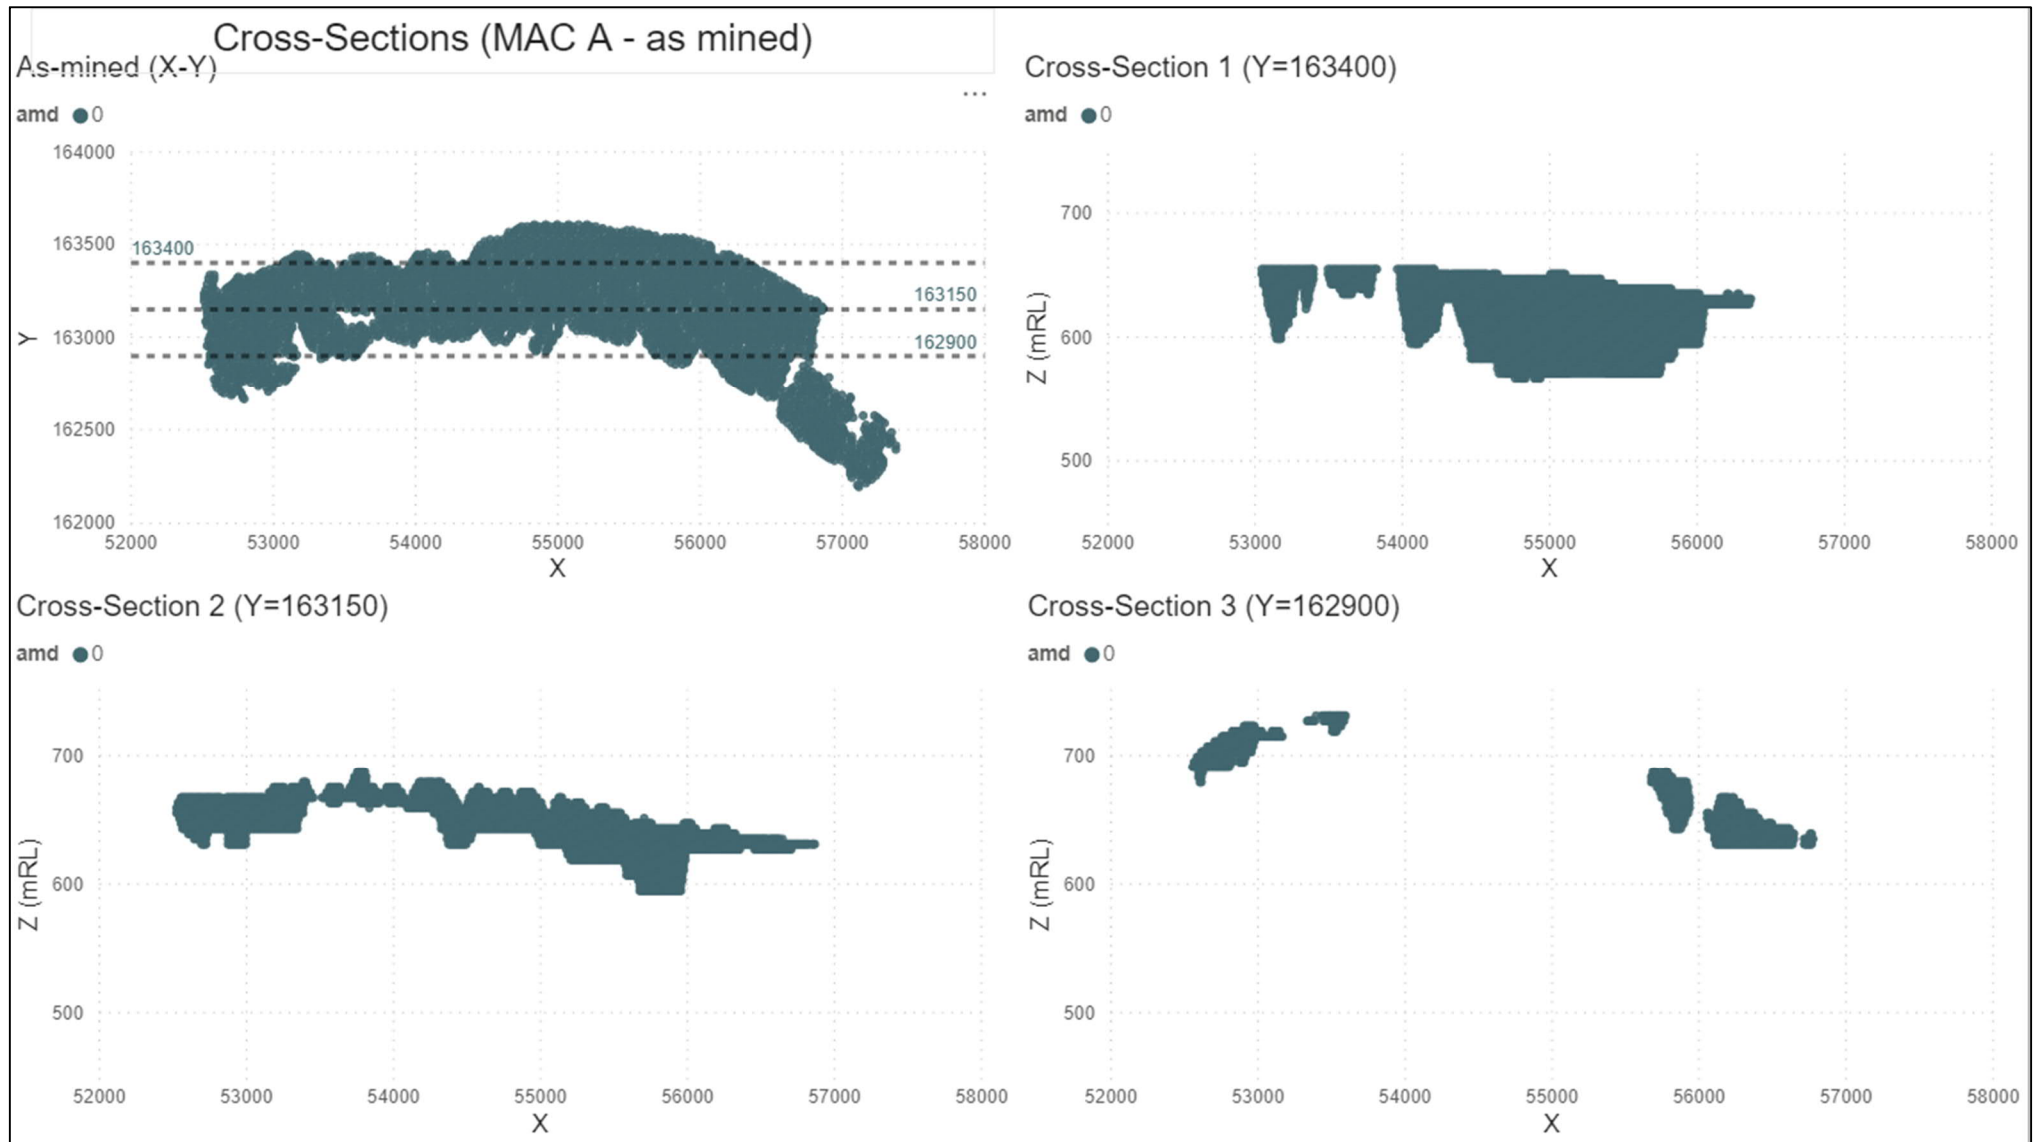 Cross-Sections (MAC A - as mined)
As-mined (X-Y)
...
amd 0
164000
163500
163000
162500
162000
Y
163400
163150
162900
52000 53000 54000 55000 56000 57000 58000
X
Cross-Section 1 (Y=163400)
amd 0
700
600
500
Z (mRL)
52000 53000 54000 55000 56000 57000 58000
X
Cross-Section 2 (Y=163150)
amd 0
700
600
500
Z (mRL)
52000 53000 54000 55000 56000 57000 58000
X
Cross-Section 3 (Y=162900)
amd 0
700
600
500
Z (mRL)
52000 53000 54000 55000 56000 57000 58000
X